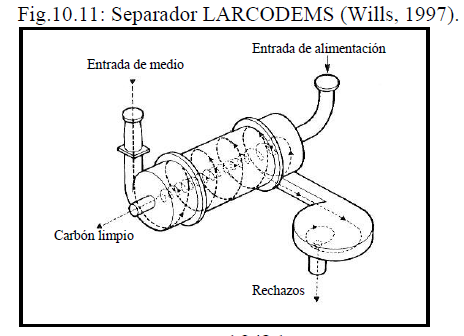 Fig.10.11: Separador LARCODEMS (Wills, 1997).
Entrada de alimentación
Entrada de medio
Carbón limpio
Rechazos